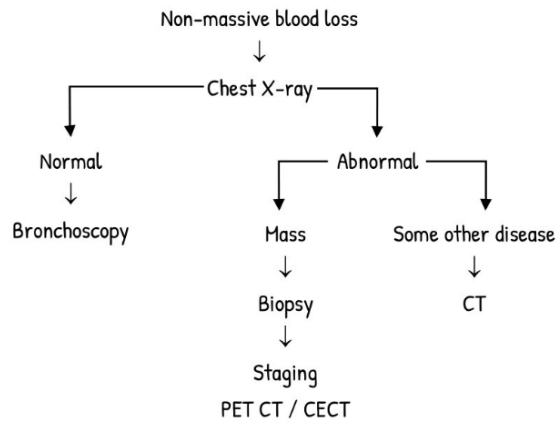 Non-massive blood loss
↓
Chest X-ray
Normal
Abnormal
↓
Bronchoscopy
Mass
Some other disease
↓
↓
Biopsy
CT
↓
Staging
PET CT / CECT